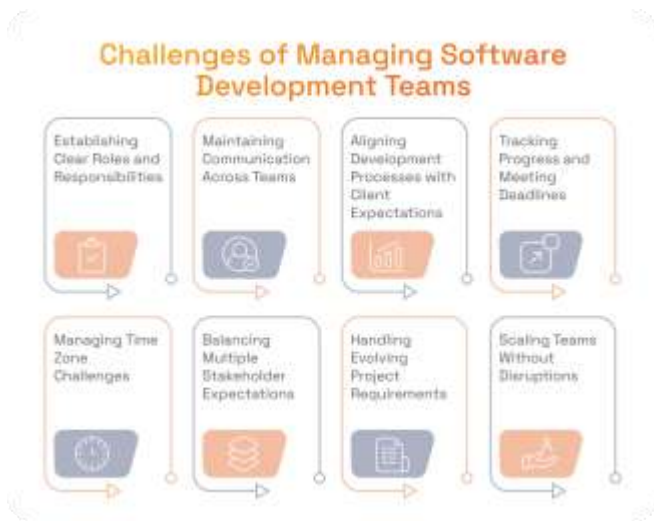 Challenges of Managing Software
Development Teams
Establishing
Clear Roles and
Responsibilities
Maintaining
Communication
Across Teams
Aligning
Development
Processes with
Client
Expectations
Tracking
Progress and
Meeting
Deadlines
Managing Time
Zone
Challenges
Balancing
Multiple
Stakeholder
Expectations
Handling
Evolving
Project
Requirements
Scaling Teams
Without
Disruptions